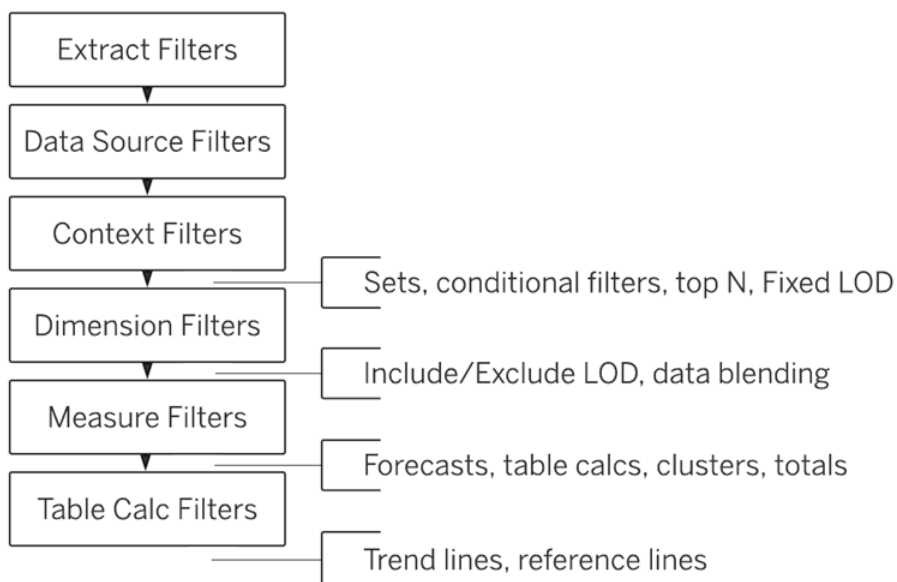 Extract Filters
Data Source Filters
Context Filters
Sets, conditional filters, top N, Fixed LOD
Dimension Filters
Include/Exclude LOD, data blending
Measure Filters
Forecasts, table calcs, clusters, totals
Table Calc Filters
Trend lines, reference lines